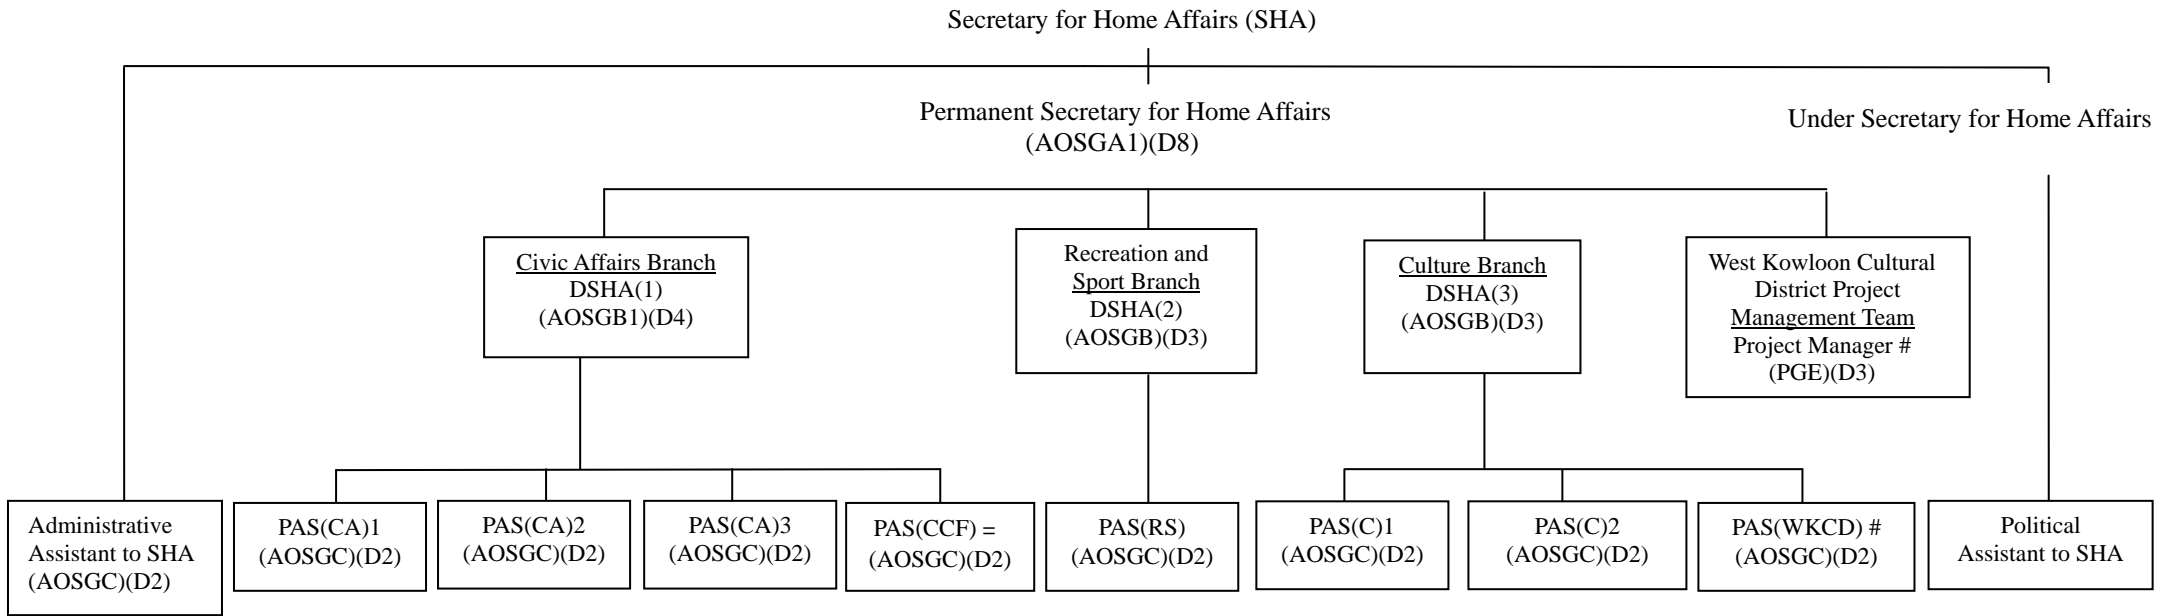 Secretary for Home Affairs (SHA)
Permanent Secretary for Home Affairs
(AOSGA1)(D8)
Under Secretary for Home Affairs
Civic Affairs Branch
DSHA(1)
(AOSGB1)(D4)
Recreation and
Sport Branch
DSHA(2)
(AOSGB)(D3)
Culture Branch
DSHA(3)
(AOSGB)(D3)
West Kowloon Cultural
District Project
Management Team
Project Manager #
(PGE)(D3)
Administrative
Assistant to SHA
(AOSGC)(D2)
PAS(CA)1
(AOSGC)(D2)
PAS(CA)2
(AOSGC)(D2)
PAS(CA)3
(AOSGC)(D2)
PAS(CCF) =
(AOSGC)(D2)
PAS(RS)
(AOSGC)(D2)
PAS(C)1
(AOSGC)(D2)
PAS(C)2
(AOSGC)(D2)
PAS(WKCD) #
(AOSGC)(D2)
Political
Assistant to SHA